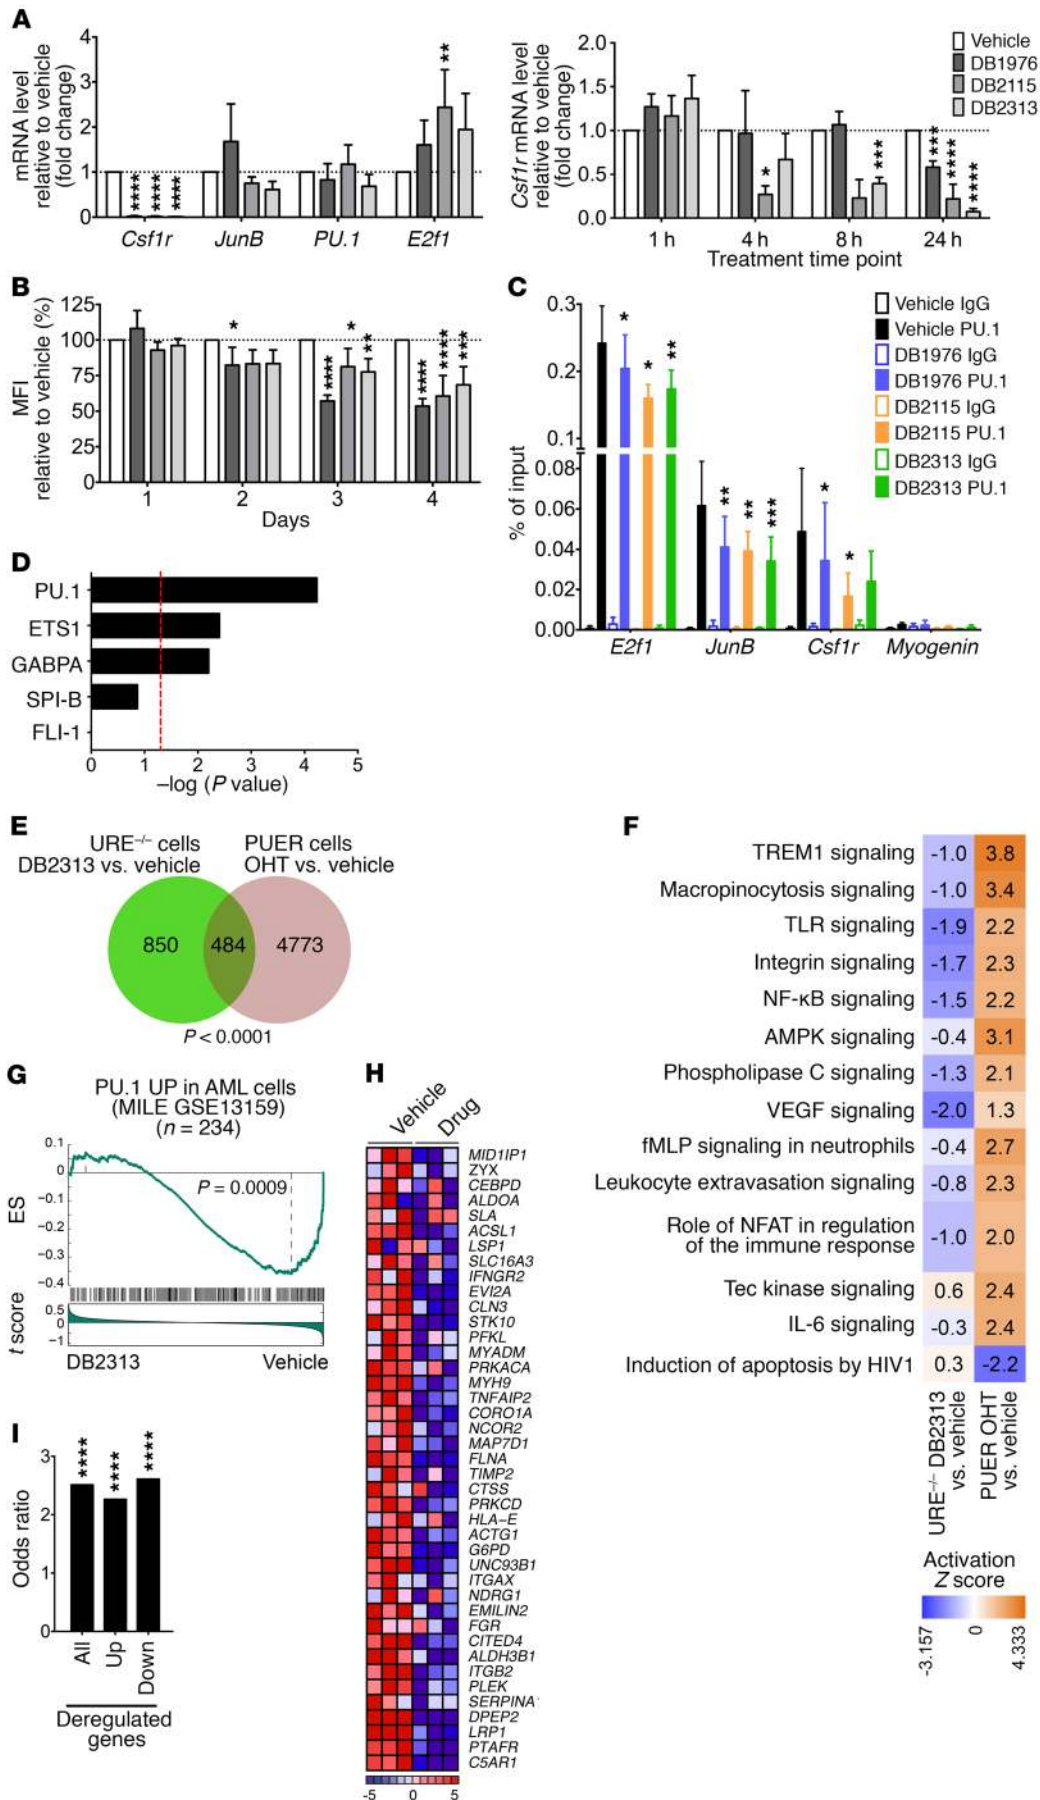 A
mRNA level
relative to vehicle
(fold change)
4
3
2
1
0
****
****
****
**
Csf1r
JunB
PU.1
E2f1
Csf1r mRNA level
relative to vehicle
(fold change)
2.0
1.5
1.0
0.5
0.0
*
***
***
****
****
1 h
4 h
8 h
24 h
Treatment time point
Vehicle
DB1976
DB2115
DB2313
B
MFI
relative to vehicle (%)
125
100
75
50
25
0
*
****
*
**
****
****
***
1
2
3
4
Days
C
% of input
0.3
0.2
0.1
0.08
0.06
0.04
0.02
0.00
*
*
**
**
**
***
*
*
E2f1
JunB
Csf1r
Myogenin
Vehicle IgG
Vehicle PU.1
DB1976 IgG
DB1976 PU.1
DB2115 IgG
DB2115 PU.1
DB2313 IgG
DB2313 PU.1
D
PU.1
ETS1
GABPA
SPI-B
FLI-1
0
1
2
3
4
5
–log (P value)
E
URE–/– cells
DB2313 vs. vehicle
PUER cells
OHT vs. vehicle
850
484
4773
P < 0.0001
F
TREM1 signaling -1.0 3.8
Macropinocytosis signaling -1.0 3.4
TLR signaling -1.9 2.2
Integrin signaling -1.7 2.3
NF-κB signaling -1.5 2.2
AMPK signaling -0.4 3.1
Phospholipase C signaling -1.3 2.1
VEGF signaling -2.0 1.3
fMLP signaling in neutrophils -0.4 2.7
Leukocyte extravasation signaling -0.8 2.3
Role of NFAT in regulation
of the immune response -1.0 2.0
Tec kinase signaling 0.6 2.4
IL-6 signaling -0.3 2.4
Induction of apoptosis by HIV1 0.3 -2.2
URE–/– DB2313
vs. vehicle
PUER OHT
vs. vehicle
Activation
Z score
-3.157
0
4.333
G
PU.1 UP in AML cells
(MILE GSE13159)
(n = 234)
ES
0.1
0
−0.1
−0.2
−0.3
−0.4
P = 0.0009
t score
0.5
0
−1
DB2313
Vehicle
H
Vehicle
Drug
MID1IP1
ZYX
CEBPD
ALDOA
SLA
ACSL1
LSP1
SLC16A3
IFNGR2
EVI2A
CLN3
STK10
PFKL
MYADM
PRKACA
MYH9
TNFAIP2
CORO1A
NCOR2
MAP7D1
FLNA
TIMP2
CTSS
PRKCD
HLA−E
ACTG1
G6PD
UNC93B1
ITGAX
NDRG1
EMILIN2
FGR
CITED4
ALDH3B1
ITGB2
PLEK
SERPINA
DPEP2
LRP1
PTAFR
C5AR1
-5
0
5
I
Odds ratio
3
2
1
0
****
****
****
All
Up
Down
Deregulated
genes